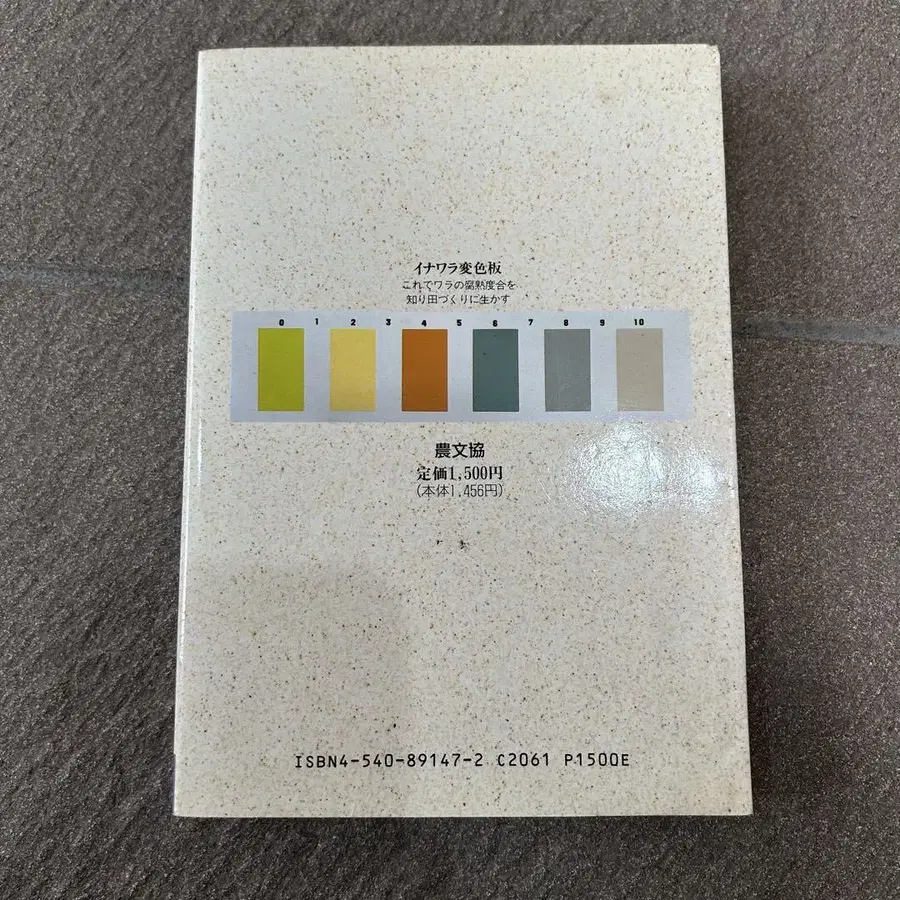 イナワラ変色板
これでワラの腐熟度合を
知り田づくりに生かす
0 1 2 3 4 5 6 7 8 9 10
農文協
定価1,500円
(本体1,456円)
ISBN4-540-89147-2 C2061 P1500E